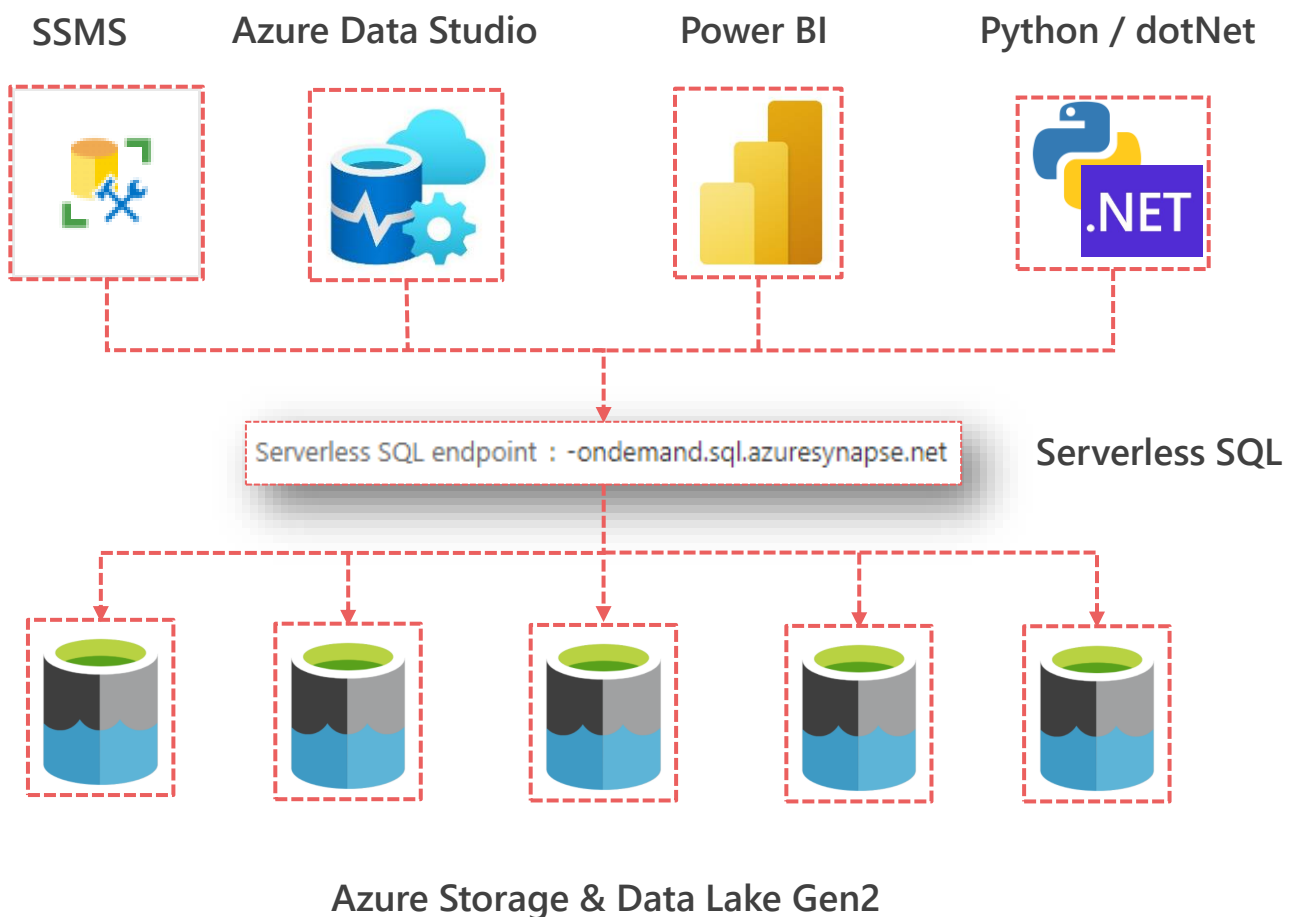 SSMS
Azure Data Studio
Power BI
Python / dotNet
.NET
Serverless SQL endpoint : -ondemand.sql.azuresynapse.net
Serverless SQL
Azure Storage & Data Lake Gen2